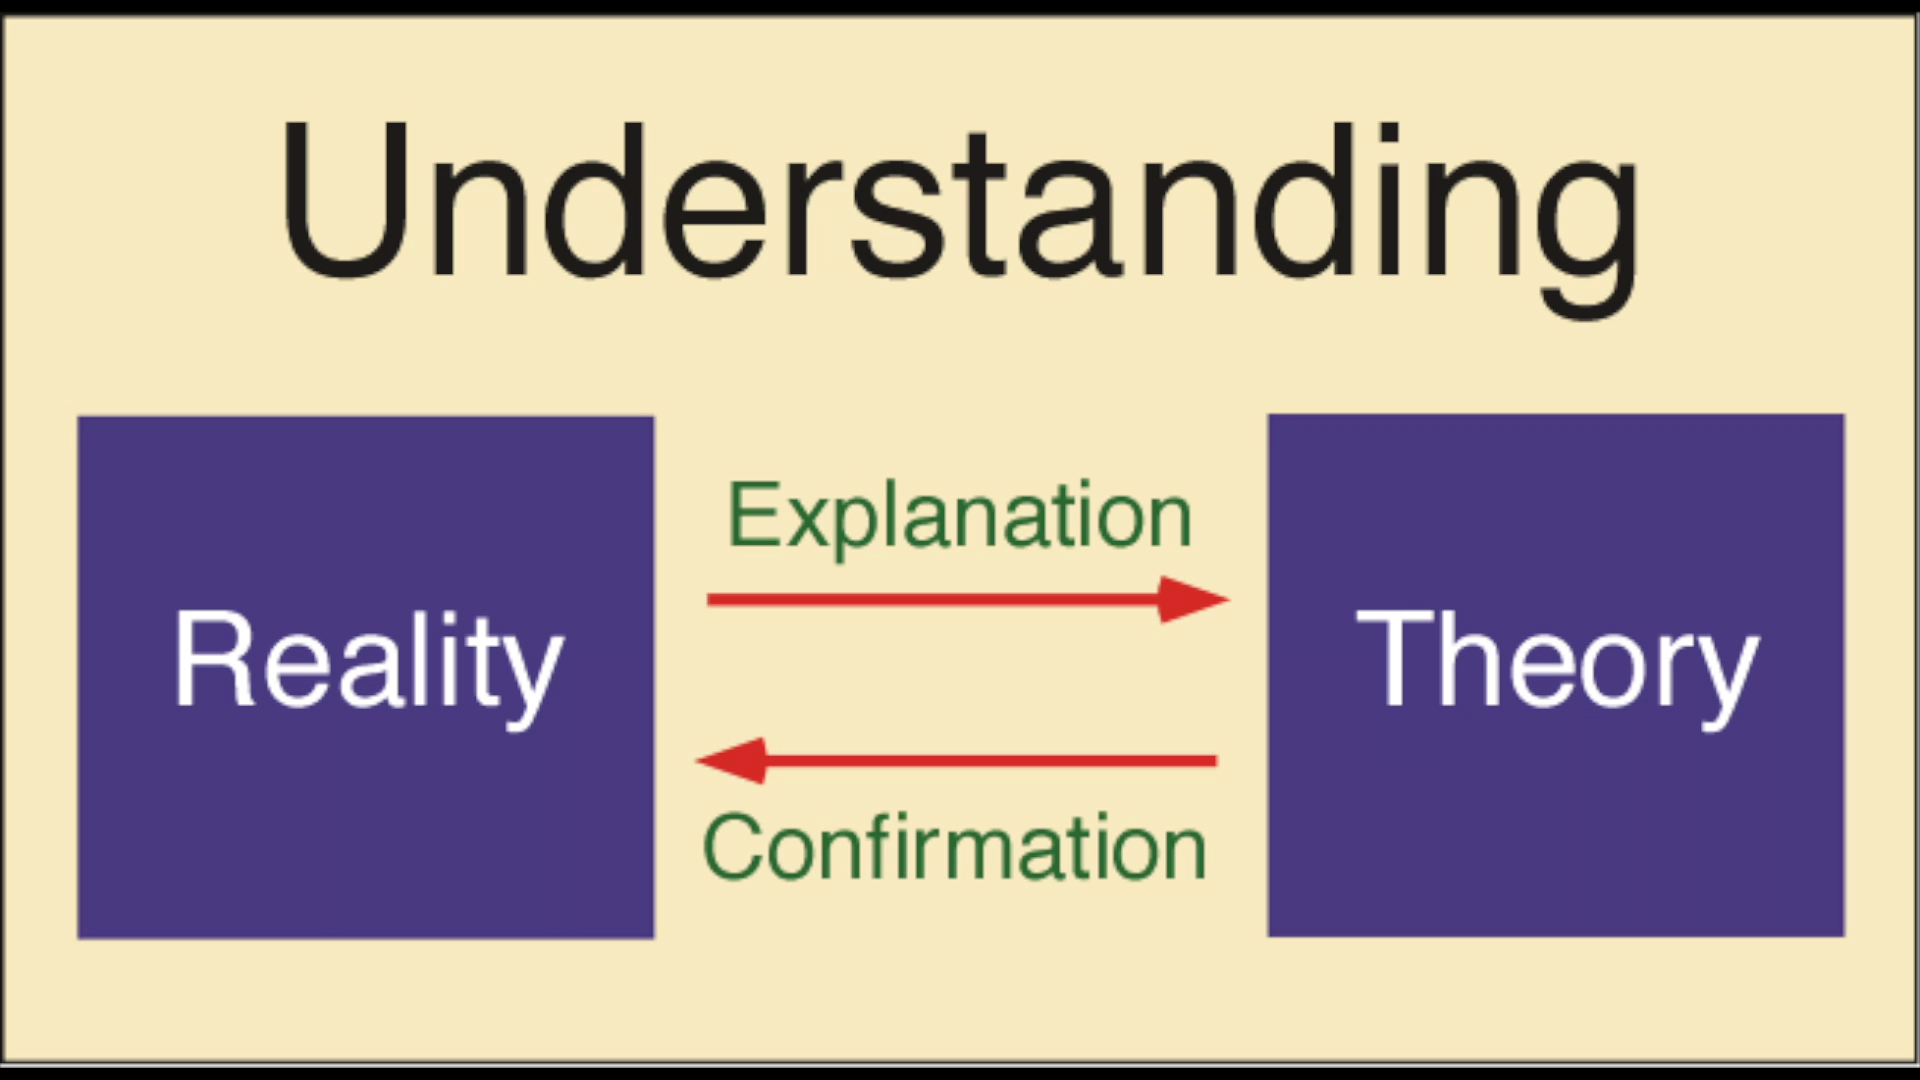 Understanding
Explanation
Reality
Theory
Confirmation